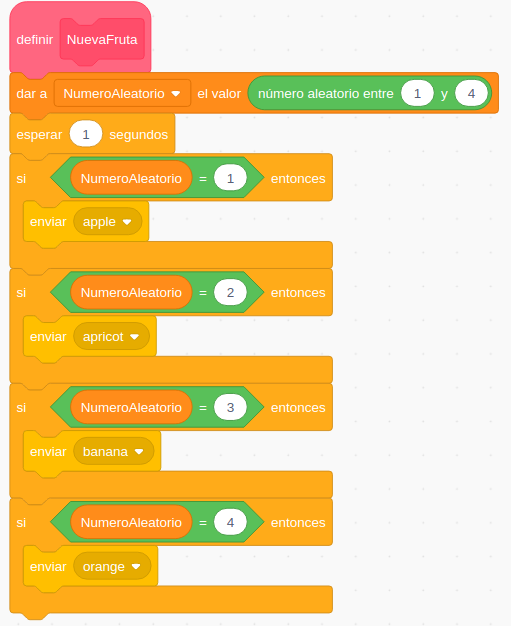 definir NuevaFruta
dar a NumeroAleatorio el valor número aleatorio entre 1 y 4
esperar 1 segundos
si NumeroAleatorio = 1 entonces
enviar apple
si NumeroAleatorio = 2 entonces
enviar apricot
si NumeroAleatorio = 3 entonces
enviar banana
si NumeroAleatorio = 4 entonces
enviar orange